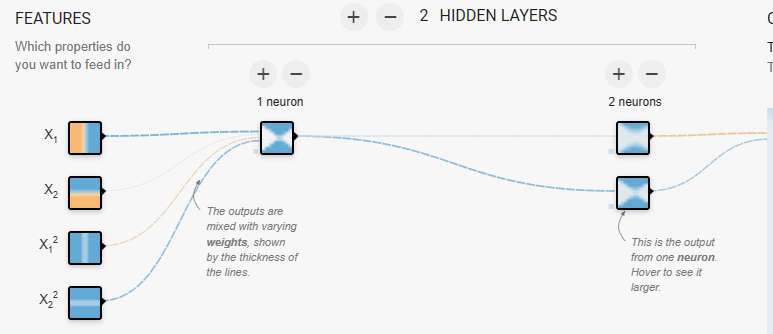 FEATURES
+ − 2 HIDDEN LAYERS
Which properties do
you want to feed in?
+ −
+ −
1 neuron
2 neurons
X₁
X₂
X₁²
X₂²
The outputs are
mixed with varying
weights, shown
by the thickness of
the lines.
This is the output
from one neuron.
Hover to see it
larger.